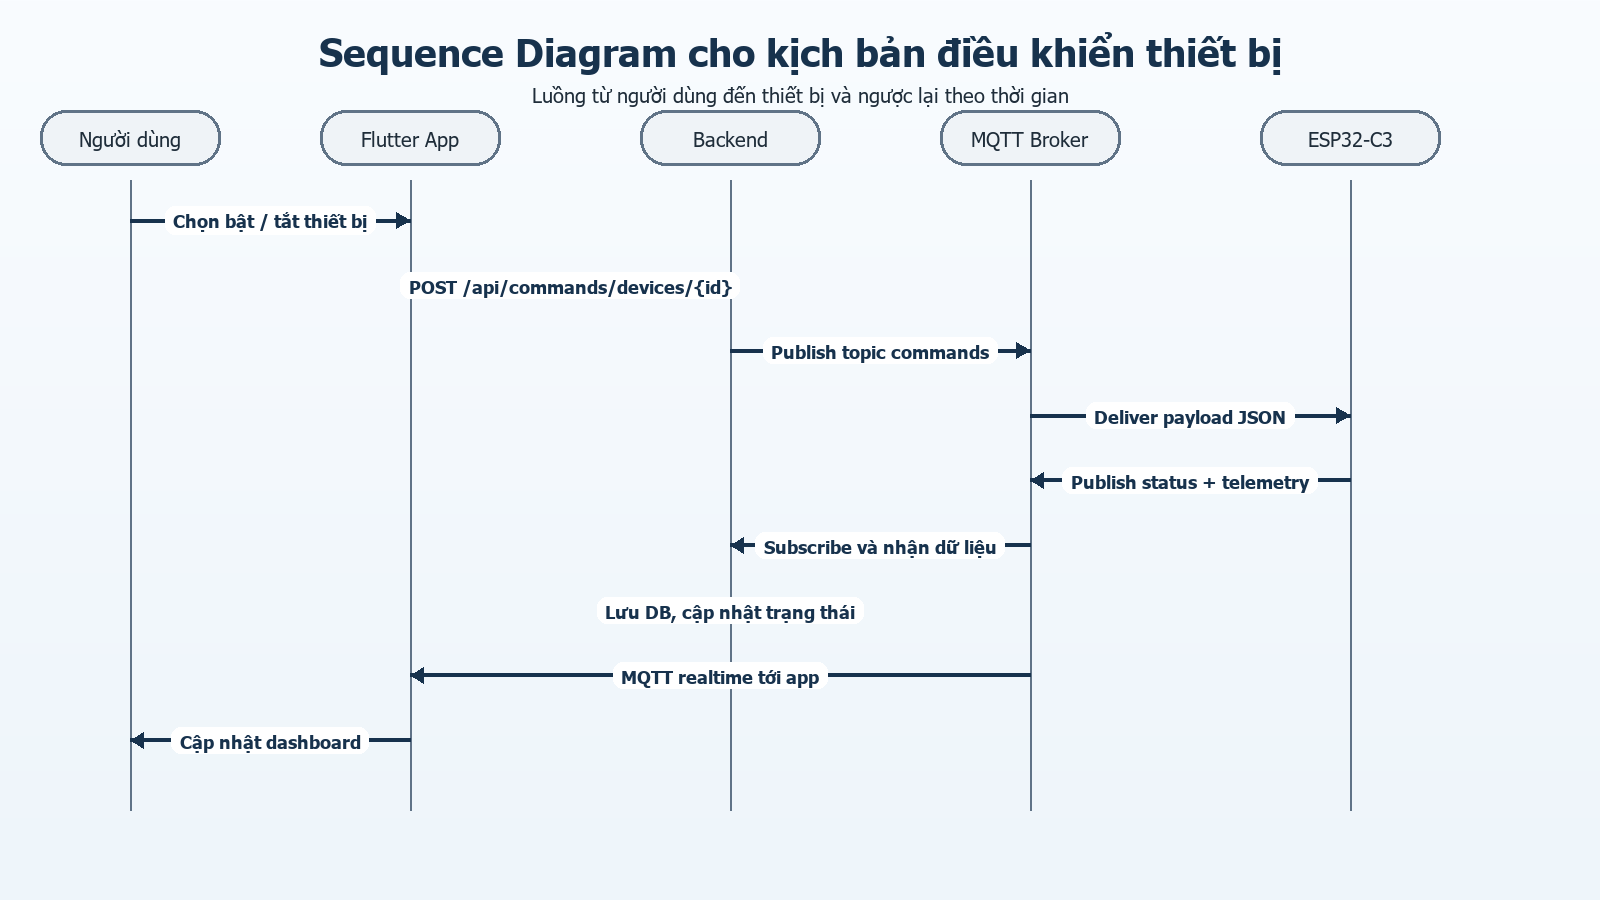 Sequence Diagram cho kịch bản điều khiển thiết bị
Luồng từ người dùng đến thiết bị và ngược lại theo thời gian
Người dùng
Flutter App
Backend
MQTT Broker
ESP32-C3
Chọn bật / tắt thiết bị
POST /api/commands/devices/{id}
Publish topic commands
Deliver payload JSON
Publish status + telemetry
Subscribe và nhận dữ liệu
Lưu DB, cập nhật trạng thái
MQTT realtime tới app
Cập nhật dashboard